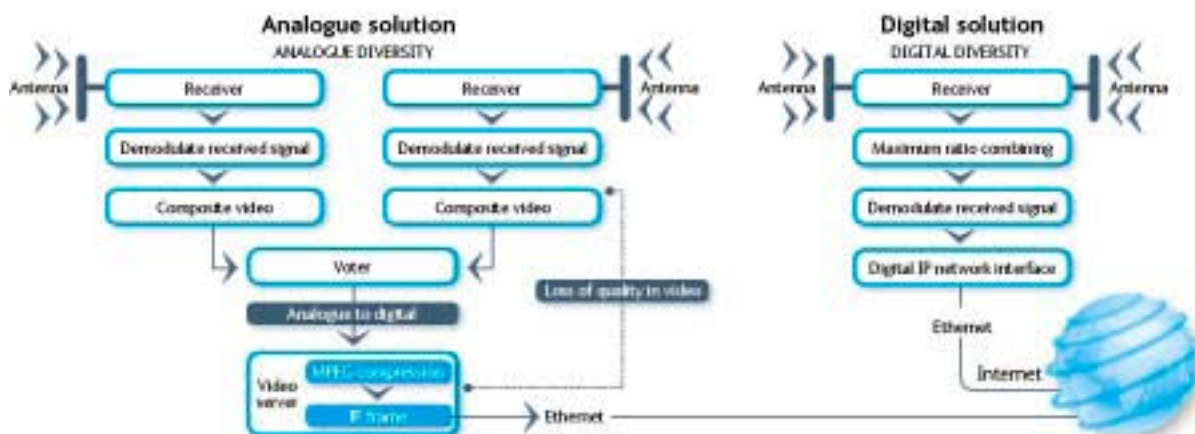 Analogue solution
ANALOGUE DIVERSITY
Antenna
Receiver
Receiver
Antenna
Demodulate received signal
Demodulate received signal
Composite video
Composite video
Voter
Loss of quality in video
Analogue to digital
Video
server
MPEG compression
IP frame
Ethernet
Digital solution
DIGITAL DIVERSITY
Antenna
Receiver
Antenna
Maximum ratio combining
Demodulate received signal
Digital IP network interface
Ethernet
Internet